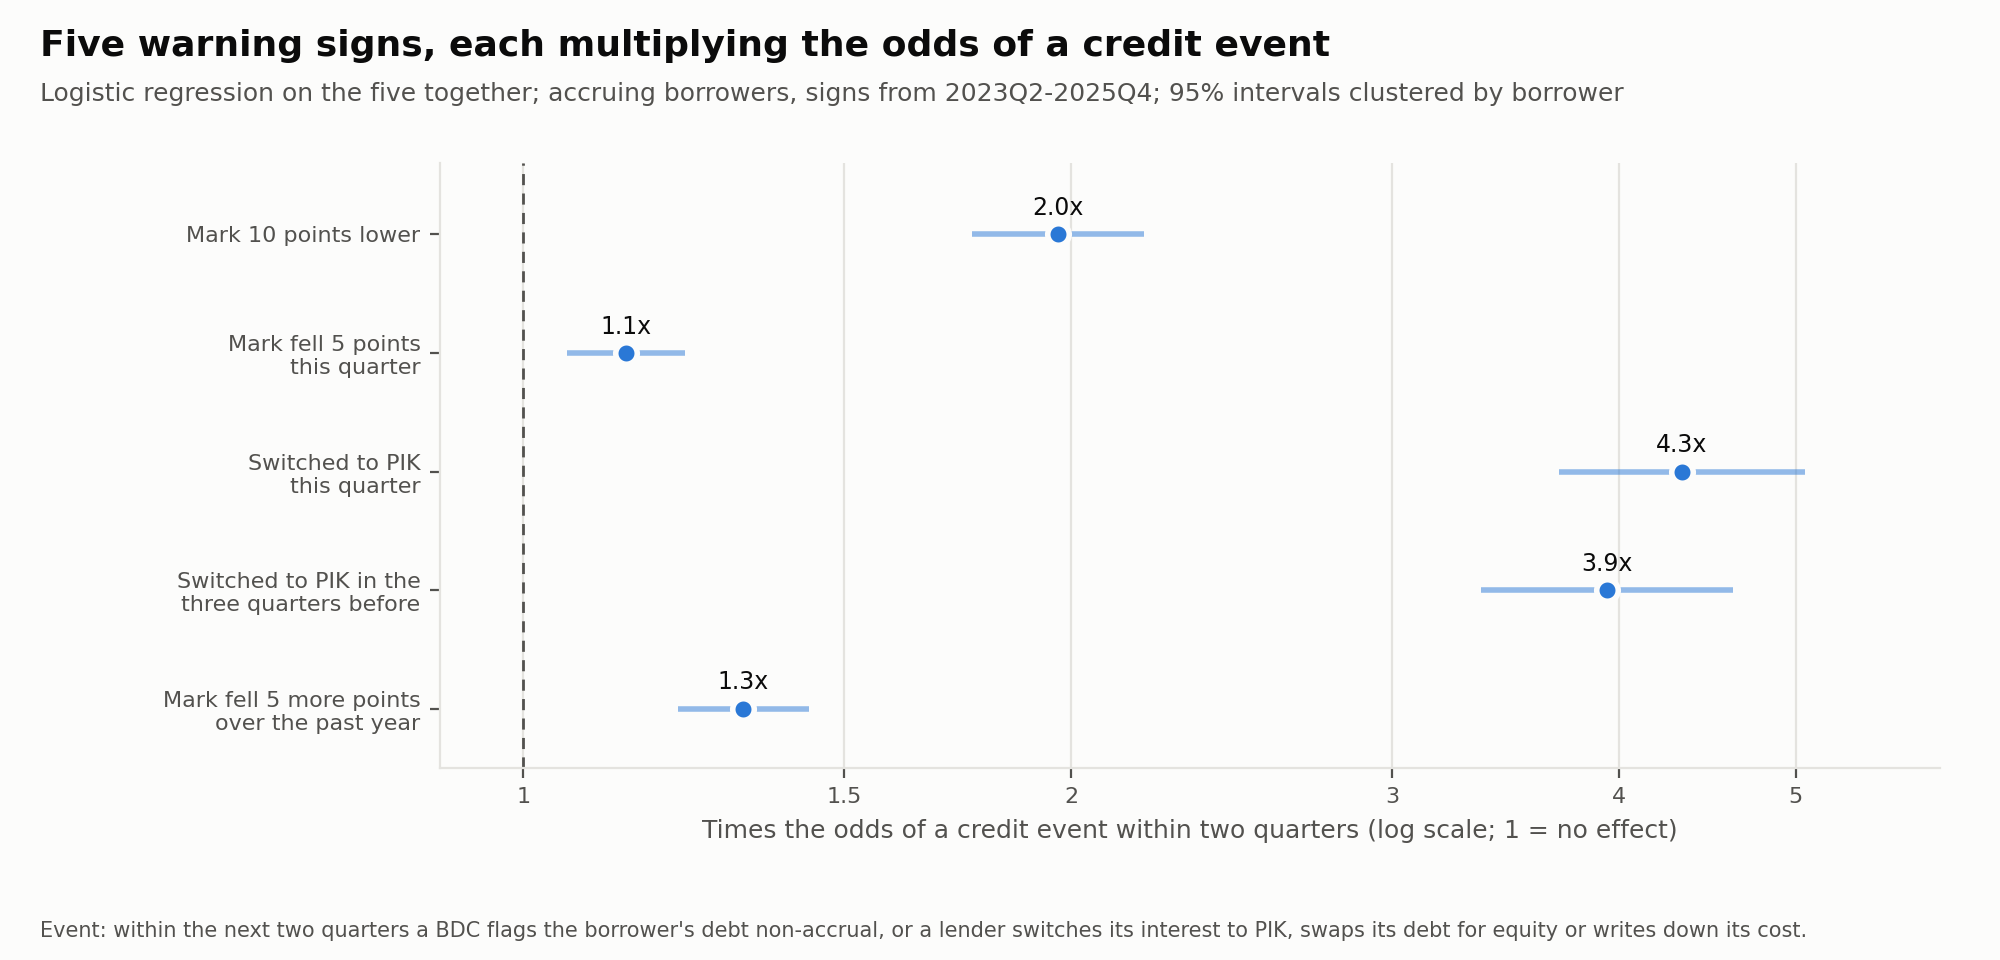 Five warning signs, each multiplying the odds of a credit event
Logistic regression on the five together; accruing borrowers, signs from 2023Q2-2025Q4; 95% intervals clustered by borrower
Mark 10 points lower
2.0x
Mark fell 5 points
this quarter
1.1x
Switched to PIK
this quarter
4.3x
Switched to PIK in the
three quarters before
3.9x
Mark fell 5 more points
over the past year
1.3x
1 1.5 2 3 4 5
Times the odds of a credit event within two quarters (log scale; 1 = no effect)
Event: within the next two quarters a BDC flags the borrower's debt non-accrual, or a lender switches its interest to PIK, swaps its debt for equity or writes down its cost.